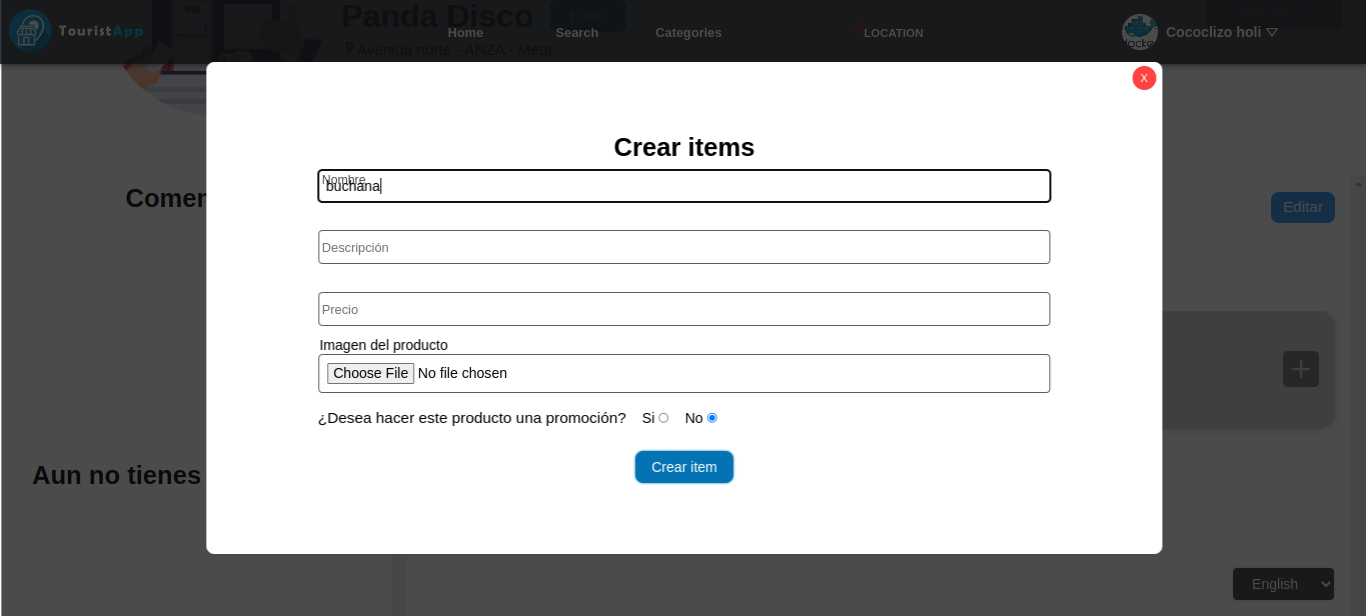 TouristApp
Panda Disco
Editar
Avenida norte - ANZA - Meta
Home
Search
Categories
LOCATION
Cococlizo holi
X
Crear items
Nombre
buchana
Descripción
Precio
Imagen del producto
Choose File No file chosen
¿Desea hacer este producto una promoción? Si No
Crear item
Comer
Editar
Aun no tienes
English